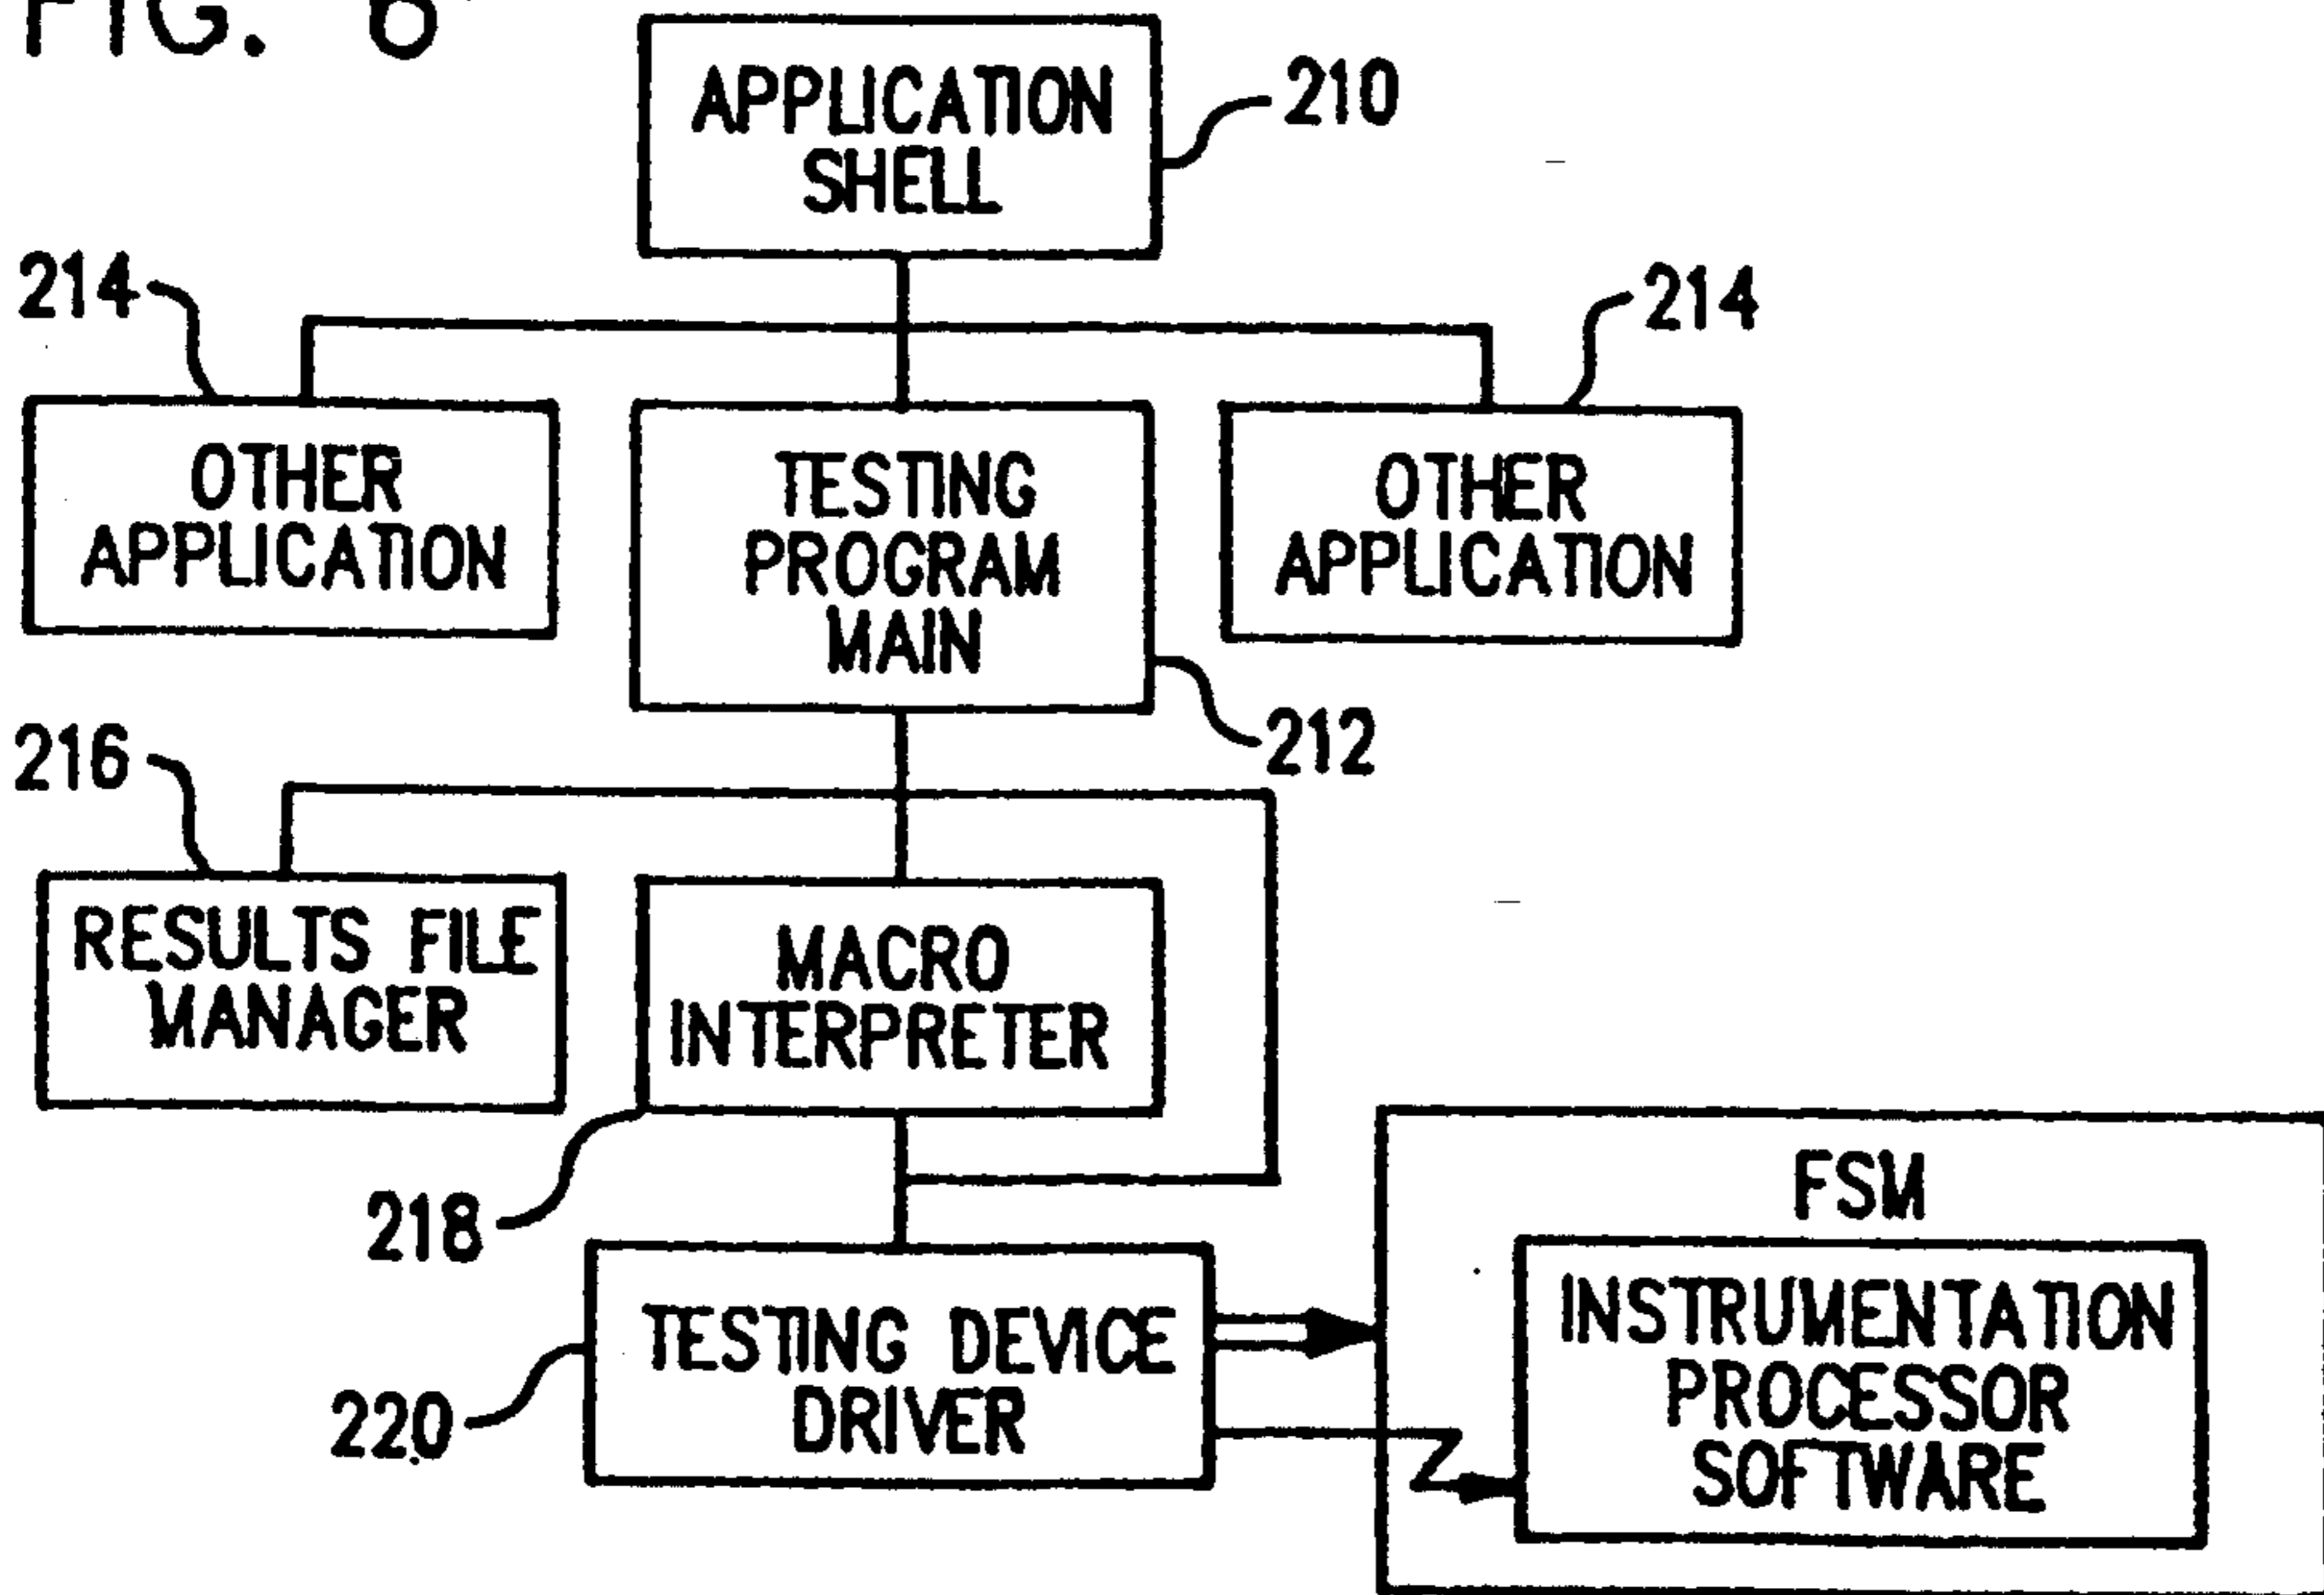 FIG. 6
APPLICATION
SHELL
210
214
214
OTHER
APPLICATION
TESTING
PROGRAM
MAIN
OTHER
APPLICATION
212
216
RESULTS FILE
MANAGER
MACRO
INTERPRETER
218
FSM
INSTRUMENTATION
PROCESSOR
SOFTWARE
TESTING DEVICE
DRIVER
220